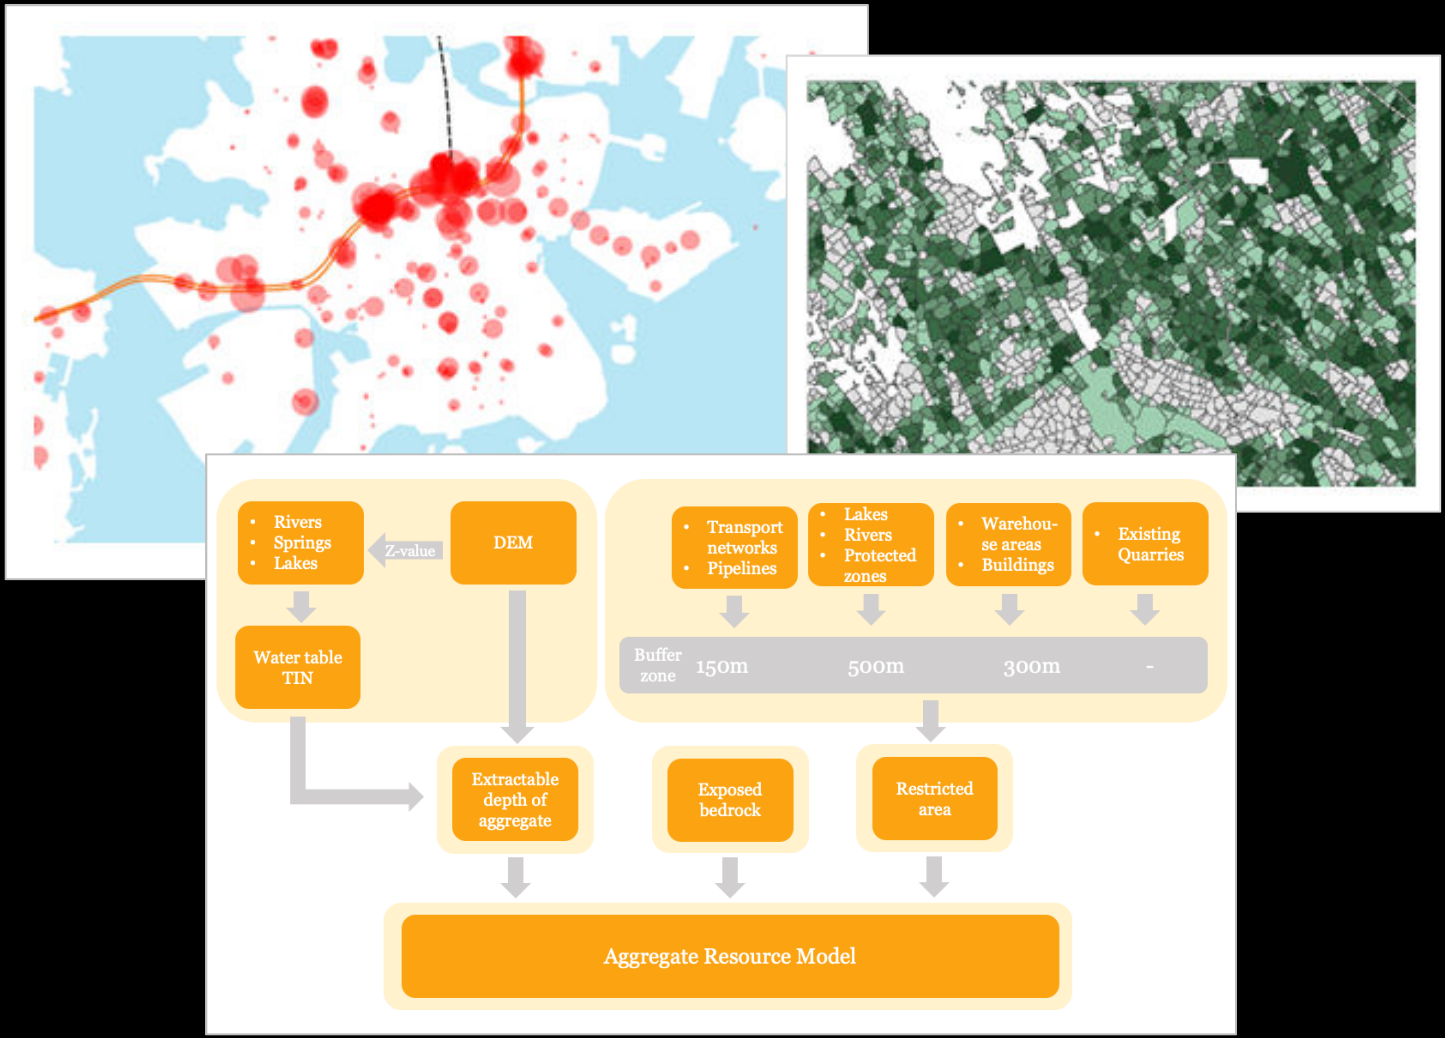 • Rivers
• Springs
• Lakes
Z-value
DEM
• Transport
networks
• Pipelines
• Lakes
• Rivers
• Protected
zones
• Warehou-
se areas
• Buildings
• Existing
Quarries
Water table
TIN
Buffer
zone
150m
500m
300m
-
Extractable
depth of
aggregate
Exposed
bedrock
Restricted
area
Aggregate Resource Model